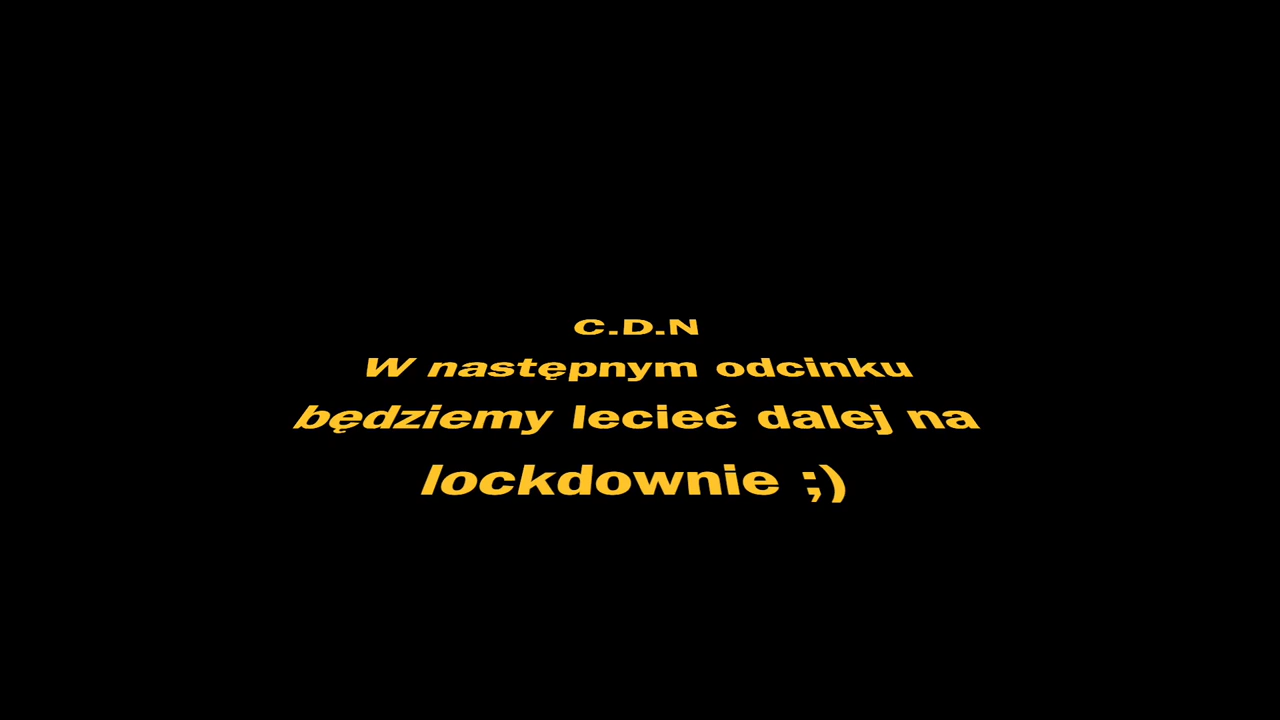 C.D.N
W następnym odcinku
będziemy lecieć dalej na
lockdownie ;)